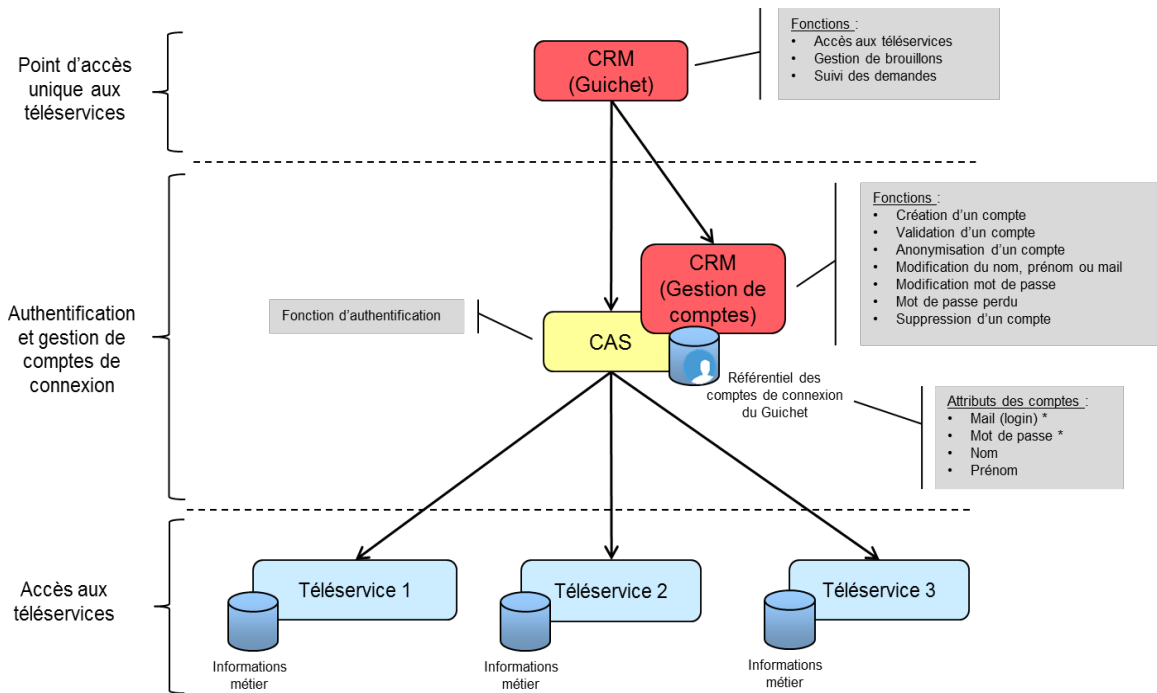 Point d'accès
unique aux
téléservices
CRM
(Guichet)
Fonctions :
• Accès aux téléservices
• Gestion de brouillons
• Suivi des demandes
Authentification
et gestion de
comptes de
connexion
Fonction d'authentification
CAS
CRM
(Gestion de
comptes)
Fonctions :
• Création d'un compte
• Validation d'un compte
• Anonymisation d'un compte
• Modification du nom, prénom ou mail
• Modification mot de passe
• Mot de passe perdu
• Suppression d'un compte
Référentiel des
comptes de connexion
du Guichet
Attributs des comptes :
• Mail (login) *
• Mot de passe *
• Nom
• Prénom
Accès aux
téléservices
Téléservice 1
Informations
métier
Téléservice 2
Informations
métier
Téléservice 3
Informations
métier